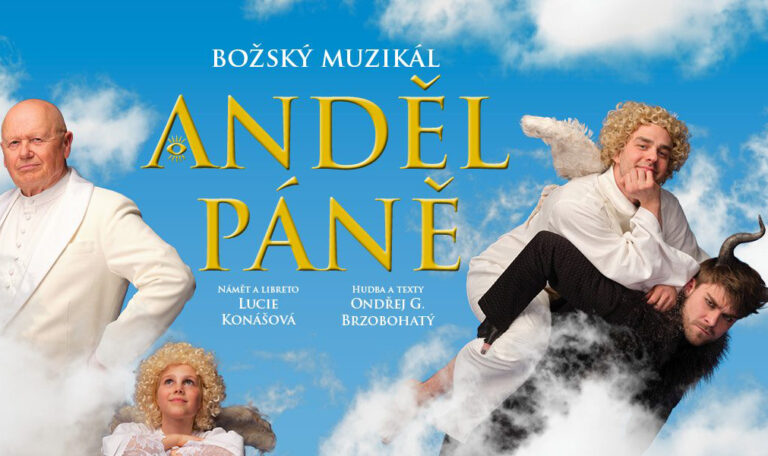 BOŽSKÝ MUZIKÁL
ANDĚL
PÁNĚ
NÁMĚT A LIBRETO
LUCIE
KONÁŠOVÁ
HUDBA A TEXTY
ONDŘEJ G.
BRZOBOHATÝ